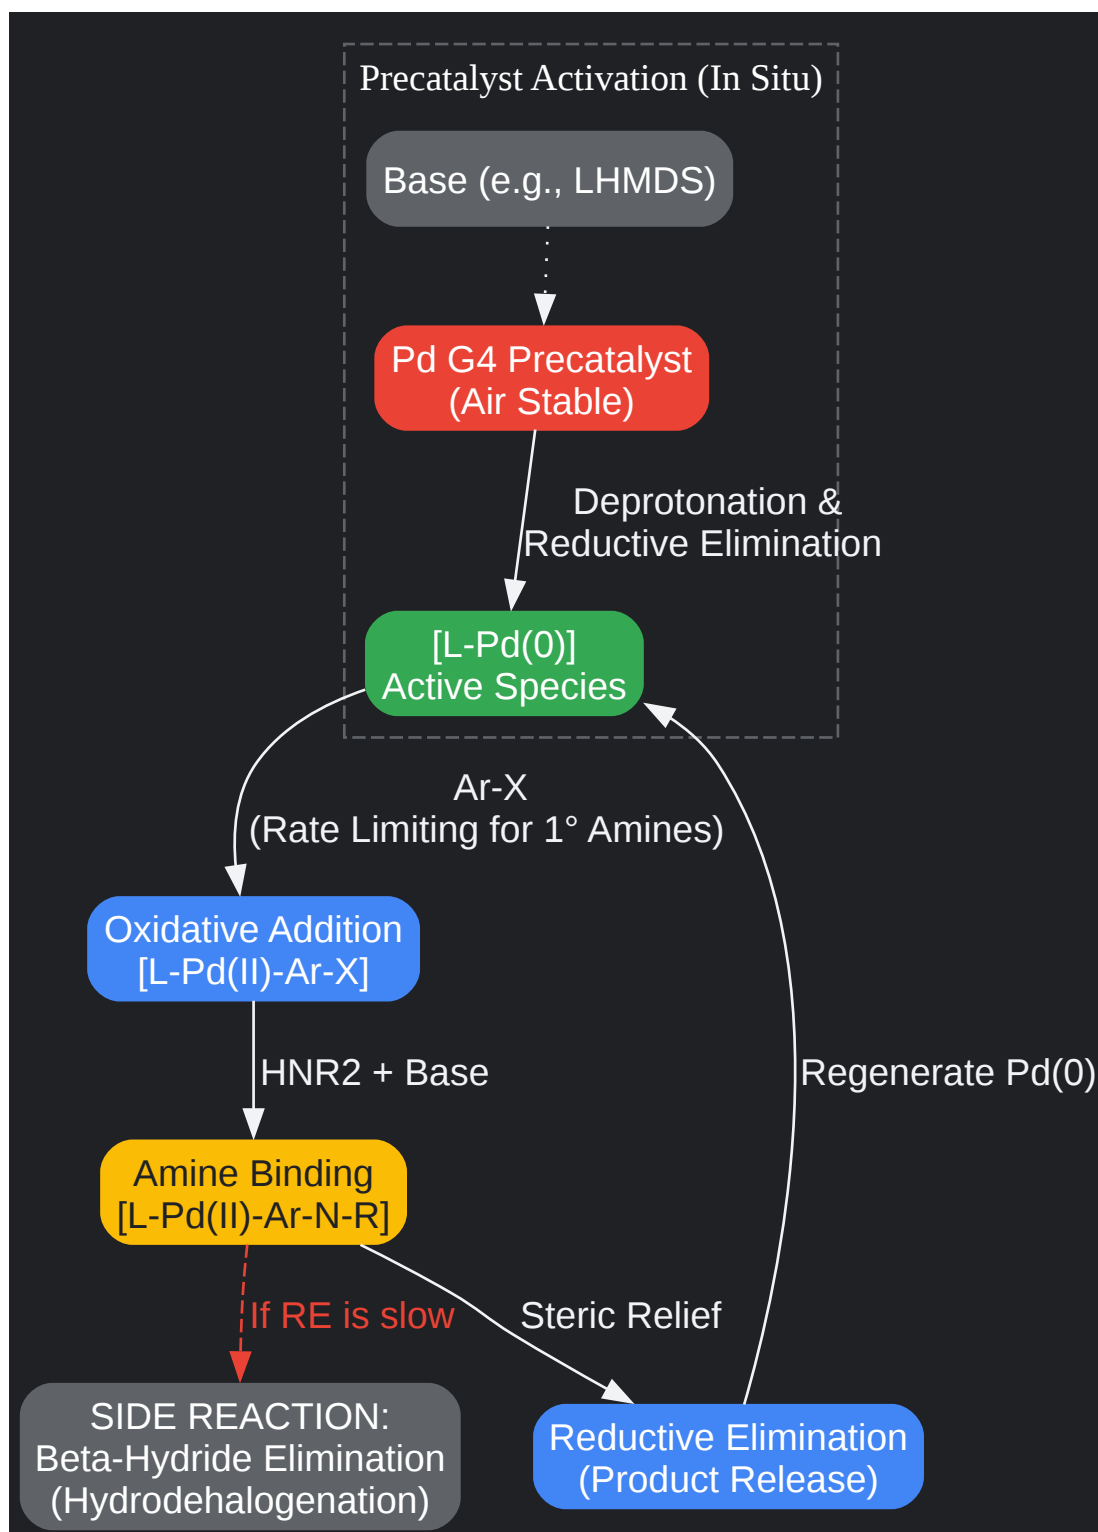 Precatalyst Activation (In Situ)
Base (e.g., LHMDS)
Pd G4 Precatalyst
(Air Stable)
Deprotonation &
Reductive Elimination
[L-Pd(0)]
Active Species
Ar-X
(Rate Limiting for 1° Amines)
Oxidative Addition
[L-Pd(II)-Ar-X]
HNR2 + Base
Regenerate Pd(0)
Amine Binding
[L-Pd(II)-Ar-N-R]
If RE is slow
Steric Relief
SIDE REACTION:
Beta-Hydride Elimination
(Hydrodehalogenation)
Reductive Elimination
(Product Release)